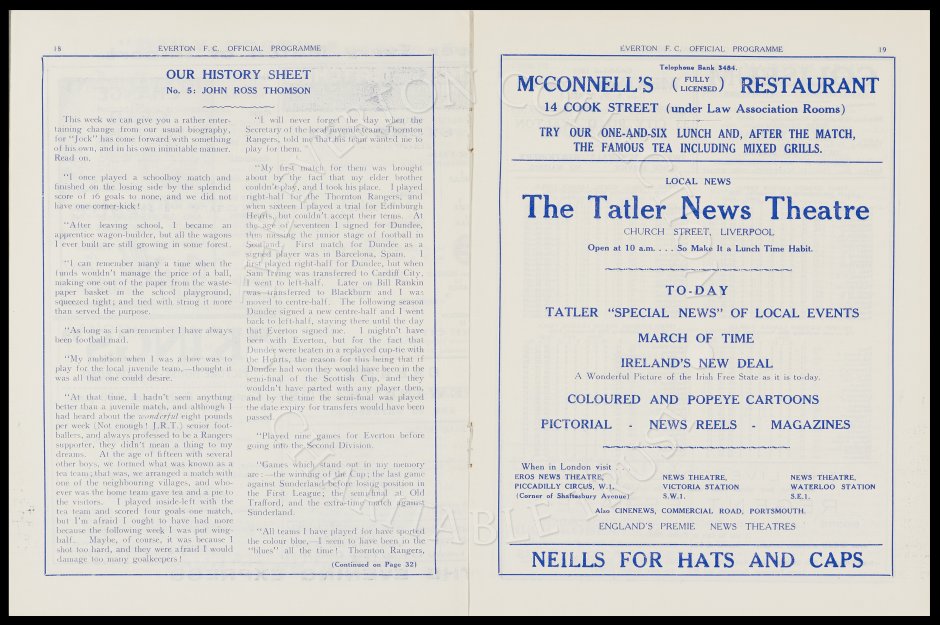 18
EVERTON F. C. OFFICIAL PROGRAMME
OUR HISTORY SHEET
No. 5: JOHN ROSS THOMSON
This week we can give you a rather enter-
taining change from our usual biography,
for "Jock" has come forward with something
of his own, and in his own inimitable manner.
Read on.
"I once played a schoolboy match and
finished on the losing side by the splendid
score of 16 goals to none, and we did not
have one corner-kick!
"After leaving school, I became an
apprentice wagon-builder, but all the wagons
I ever built are still growing in some forest.
"I can remember many a time when the
funds wouldn't manage the price of a ball,
making one out of the paper from the waste-
paper basket in the school playground,
squeezed tight; and tied with string it more
than served the purpose.
"As long as I can remember I have always
been football mad.
"My ambition when I was a boy was to
play for the local juvenile team,—thought it
was all that one could desire.
"At that time, I hadn't seen anything
better than a juvenile match, and although I
had heard about the wonderful eight pounds
per week (Not enough! J.R.T.) senior foot-
ballers, and always professed to be a Rangers
supporter, they didn't mean a thing to my
dreams. At the age of fifteen with several
other boys, we formed what was known as a
tea team; that was, we arranged a match with
one of the neighbouring villages, and who-
ever was the home team gave tea and a pie to
the visitors. I played inside-left with the
tea team and scored four goals one match,
but I'm afraid I ought to have had more
because the following week I was put wing-
half. Maybe, of course, it was because I
shot too hard, and they were afraid I would
damage too many goalkeepers!
"I will never forget the day when the
Secretary of the local juvenile team, Thornton
Rangers, told me that his team wanted me to
play for them.
"My first match for them was brought
about by the fact that my elder brother
couldn't play, and I took his place. I played
right-half for the Thornton Rangers, and
when sixteen I played a trial for Edinburgh
Hearts, but couldn't accept their terms. At
the age of seventeen I signed for Dundee,
thus missing the junior stage of football in
Scotland. First match for Dundee as a
signed player was in Barcelona, Spain. I
first played right-half for Dundee, but when
Sam Irving was transferred to Cardiff City,
I went to left-half. Later on Bill Rankin
was transferred to Blackburn and I was
moved to centre-half. The following season
Dundee signed a new centre-half and I went
back to left-half, staying there until the day
that Everton signed me. I oughtn't have
been with Everton, but for the fact that
Dundee were beaten in a replayed cup-tie with
the Hearts, the reason for this being that if
Dundee had won they would have been in the
semi-final of the Scottish Cup, and they
wouldn't have parted with any player then,
and by the time the semi-final was played
the date expiry for transfers would have been
passed.
"Played nine games for Everton before
going into the Second Division.
"Games which stand out in my memory
are:—the winning of the Cup; the last game
against Sunderland before losing position in
the First League; the semi-final at Old
Trafford, and the extra-time match against
Sunderland.
"All teams I have played for have sported
the colour blue,—I seem to have been in the
"blues" all the time! Thornton Rangers,
(Continued on Page 32)
EVERTON F. C. OFFICIAL PROGRAMME
19
Telephone Bank 3484.
McCONNELL'S (FULLY LICENSED) RESTAURANT
14 COOK STREET (under Law Association Rooms)
TRY OUR ONE-AND-SIX LUNCH AND, AFTER THE MATCH,
THE FAMOUS TEA INCLUDING MIXED GRILLS.
LOCAL NEWS
The Tatler News Theatre
CHURCH STREET, LIVERPOOL
Open at 10 a.m. . . . So Make It a Lunch Time Habit.
TO-DAY
TATLER "SPECIAL NEWS" OF LOCAL EVENTS
MARCH OF TIME
IRELAND'S NEW DEAL
A Wonderful Picture of the Irish Free State as it is to-day.
COLOURED AND POPEYE CARTOONS
PICTORIAL - NEWS REELS - MAGAZINES
When in London visit
EROS NEWS THEATRE, NEWS THEATRE, NEWS THEATRE,
PICCADILLY CIRCUS, W.1. VICTORIA STATION WATERLOO STATION
(Corner of Shaftesbury Avenue) S.W.1. S.E.1.
Also CINENEWS, COMMERCIAL ROAD, PORTSMOUTH.
ENGLAND'S PREMIE NEWS THEATRES
NEILLS FOR HATS AND CAPS